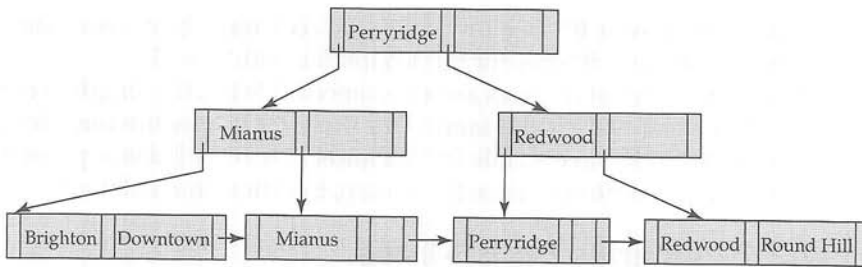 Perryridge
Mianus Redwood
Brighton Downtown Mianus Perryridge Redwood Round Hill